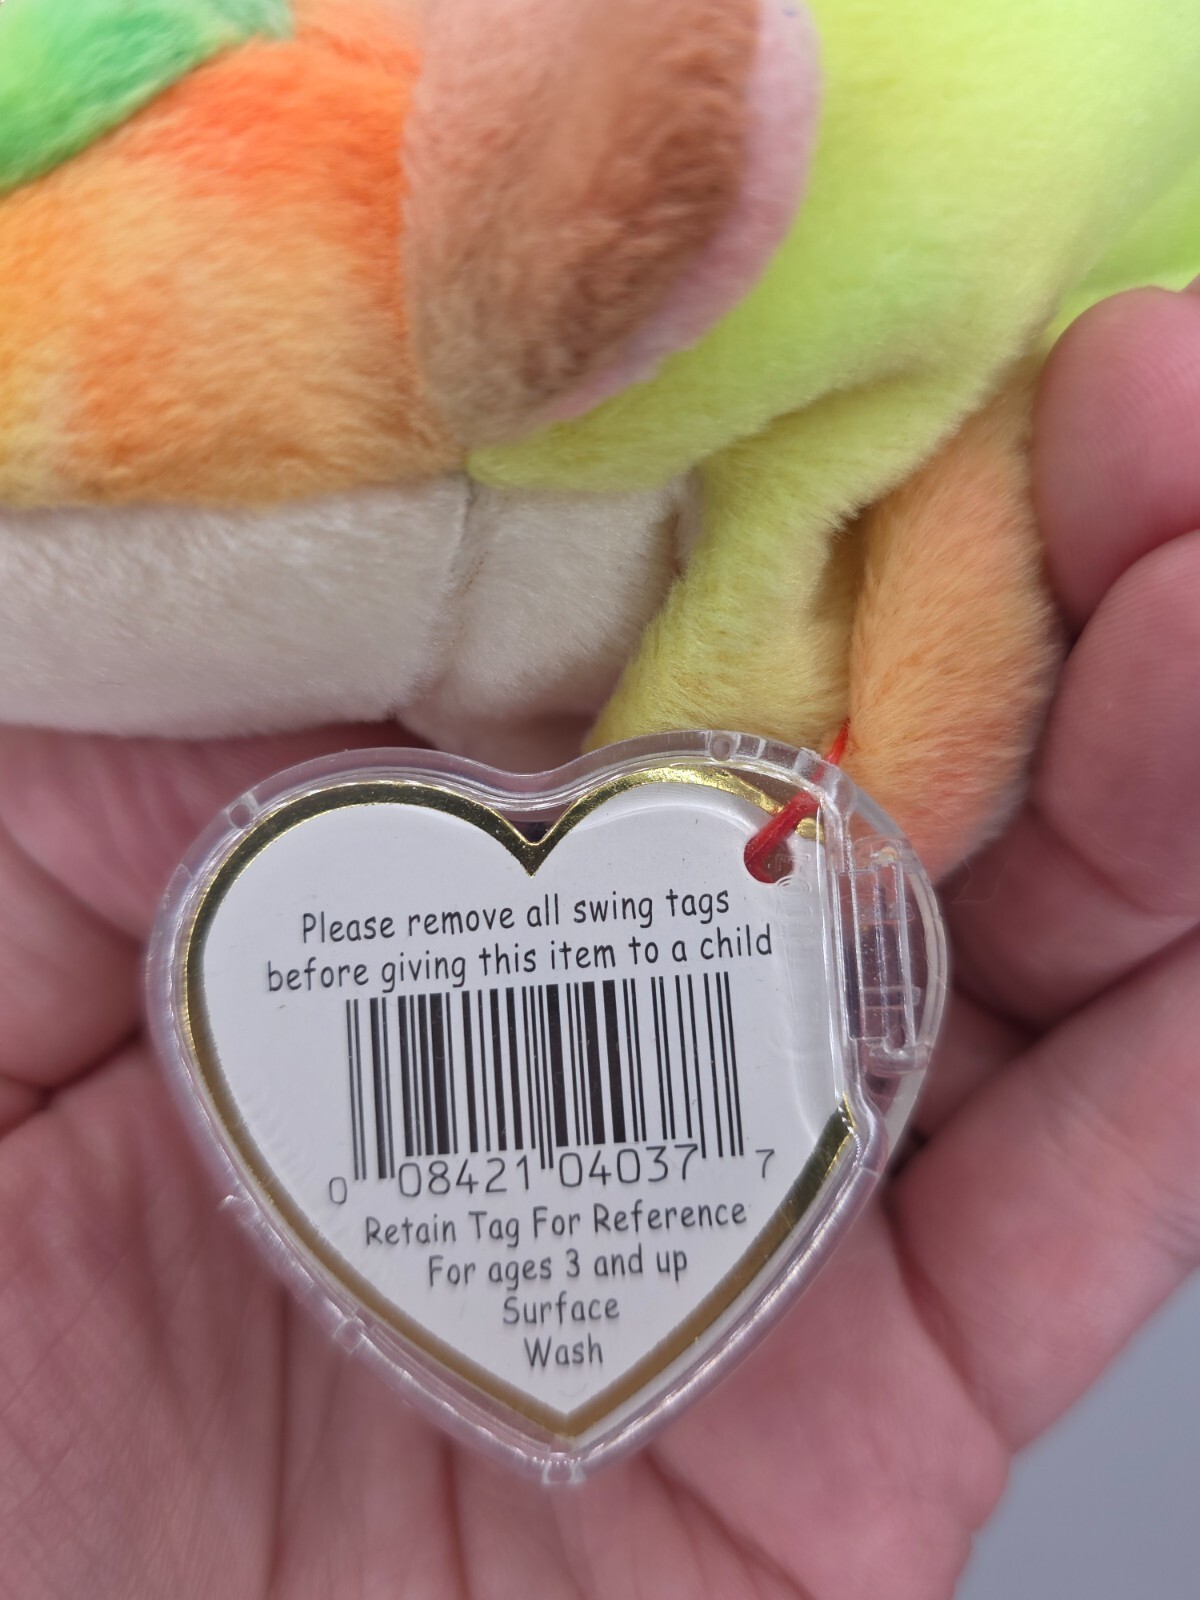 Please remove all swing tags
before giving this item to a child
0 08421 04037 7
Retain Tag For Reference
For ages 3 and up
Surface
Wash